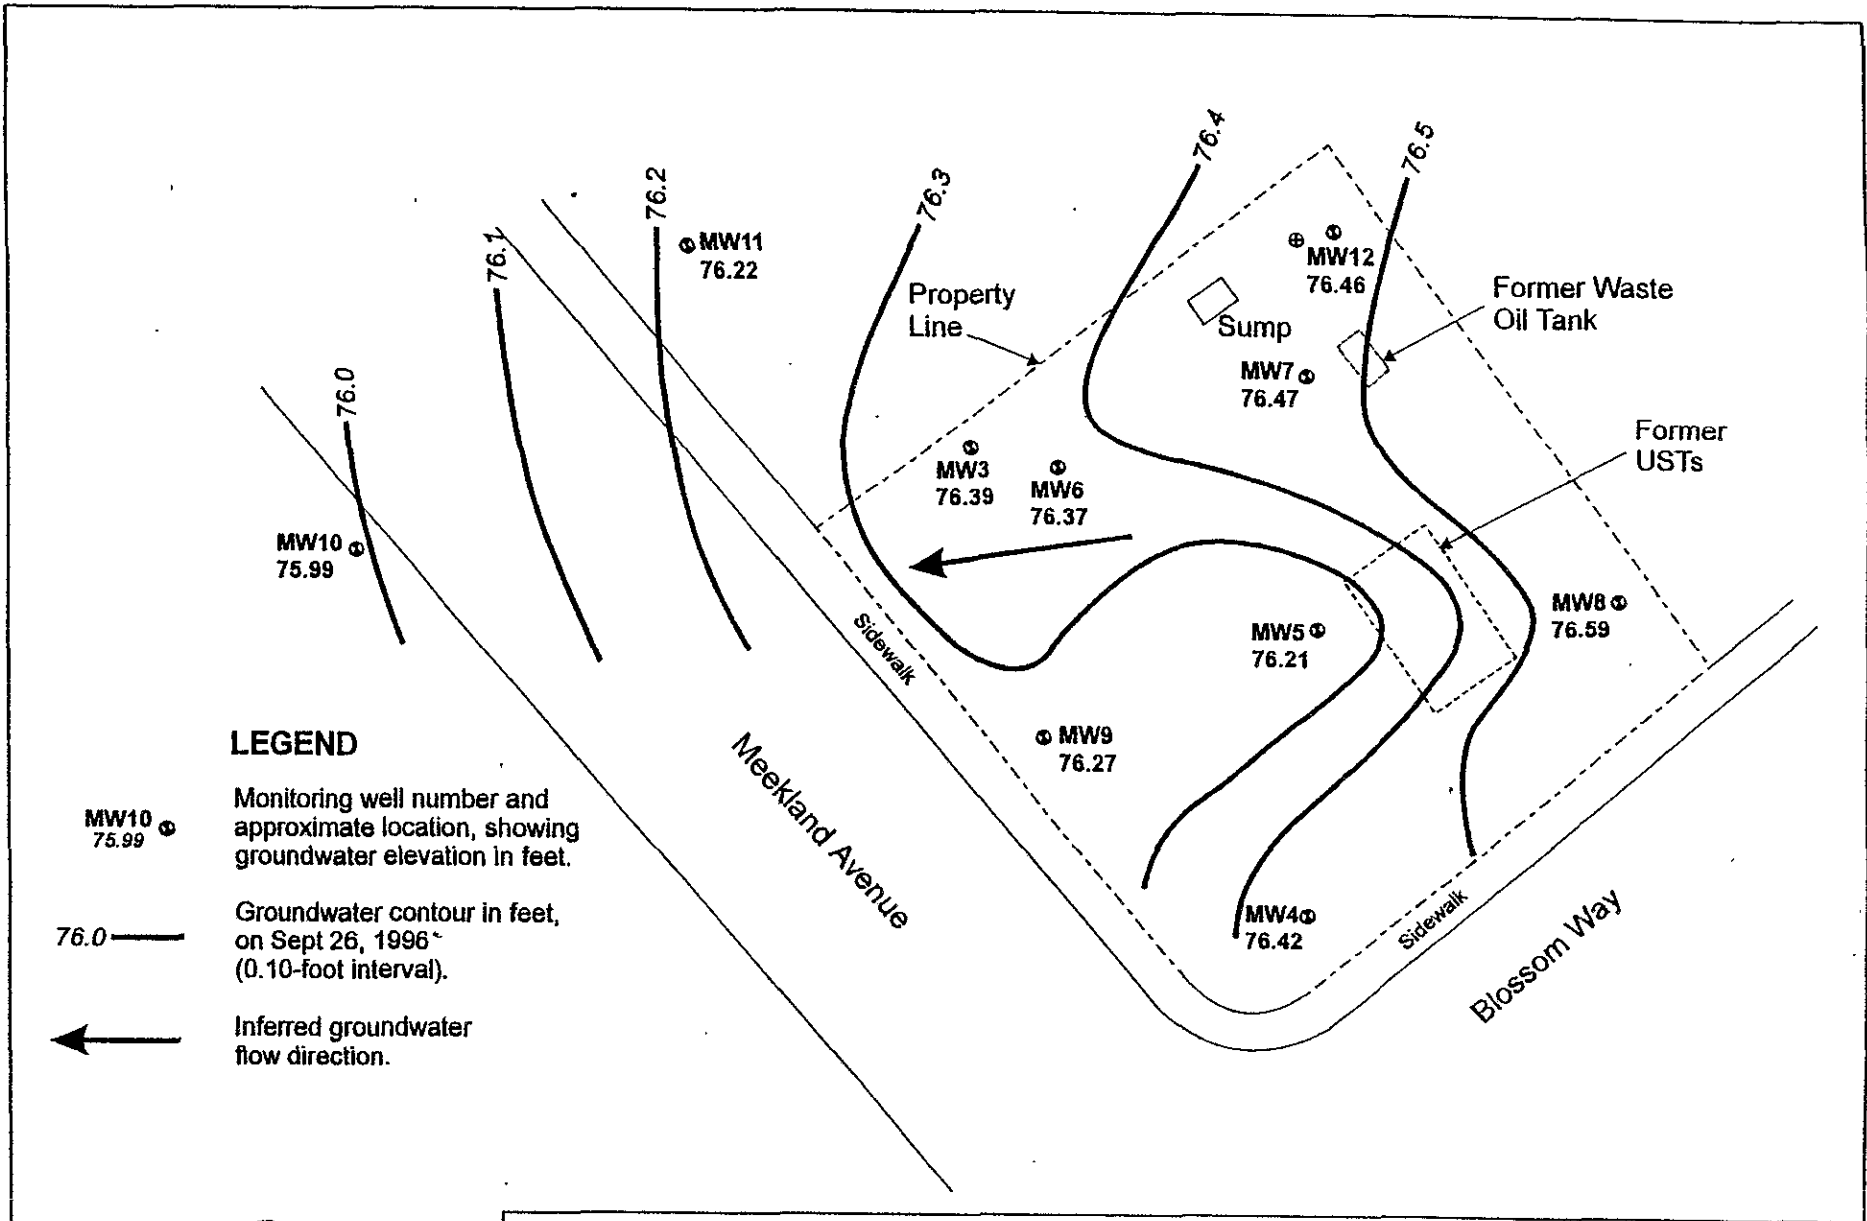 76.4
76.5
76.3
76.2
76.1
76.0
MW11
76.22
MW12
76.46
Property
Line
Sump
Former Waste
Oil Tank
MW7
76.47
Former
USTs
MW3
76.39
MW6
76.37
MW10
75.99
MW8
76.59
MW5
76.21
Sidewalk
MW9
76.27
Meekland Avenue
MW4
76.42
Sidewalk
Blossom Way
LEGEND
MW10
75.99
Monitoring well number and
approximate location, showing
groundwater elevation in feet.
76.0
Groundwater contour in feet,
on Sept 26, 1996
(0.10-foot interval).
Inferred groundwater
flow direction.